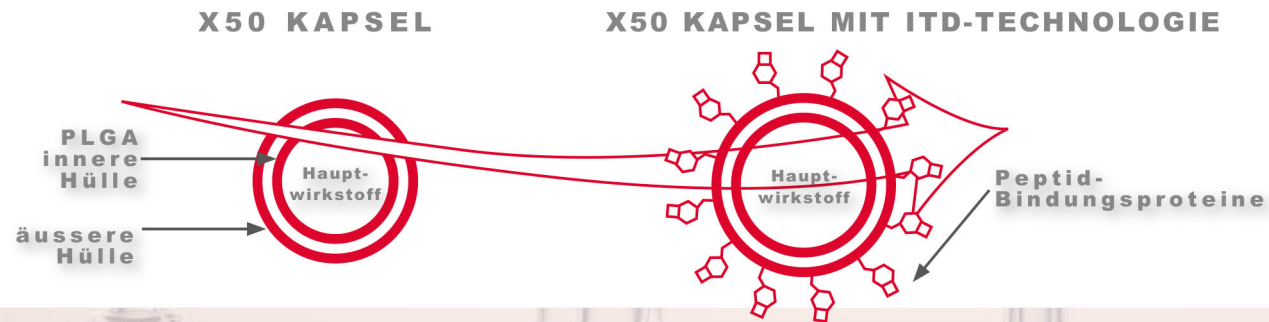 X50 KAPSEL
X50 KAPSEL MIT ITD-TECHNOLOGIE
PLGA
innere
Hülle
äussere
Hülle
Haupt-
wirkstoff
Haupt-
wirkstoff
Peptid-
Bindungsproteine